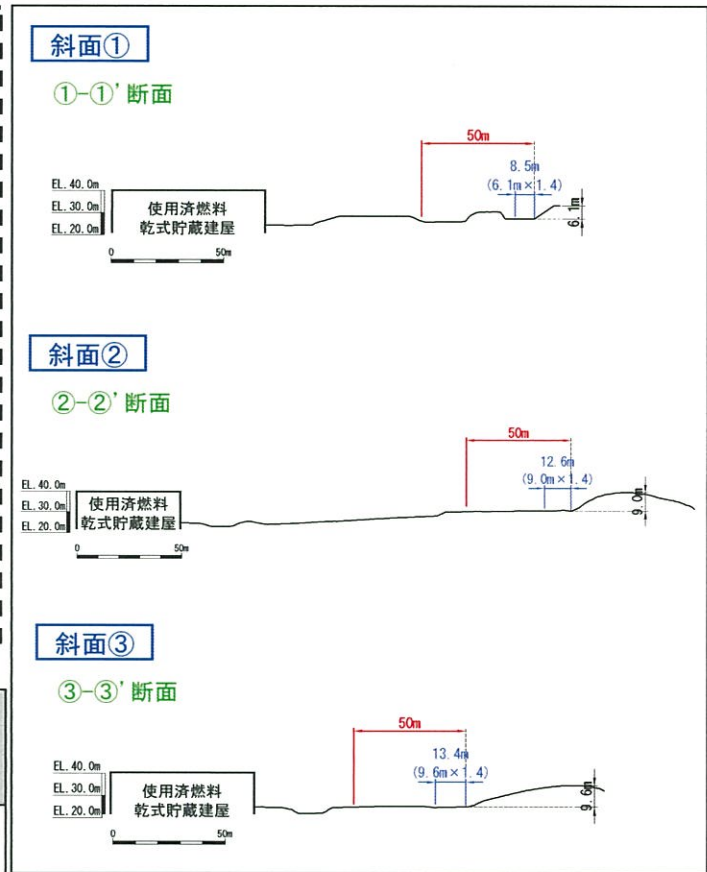 斜面①
①-①’断面
50m
8.5m
(6.1m×1.4)
6.1m
EL.40.0m
EL.30.0m
EL.20.0m
使用済燃料
乾式貯蔵建屋
0 50m
斜面②
②-②’断面
50m
12.6m
(9.0m×1.4)
9.0m
EL.40.0m
EL.30.0m
EL.20.0m
使用済燃料
乾式貯蔵建屋
0 50m
斜面③
③-③’断面
50m
13.4m
(9.6m×1.4)
9.6m
EL.40.0m
EL.30.0m
EL.20.0m
使用済燃料
乾式貯蔵建屋
0 50m